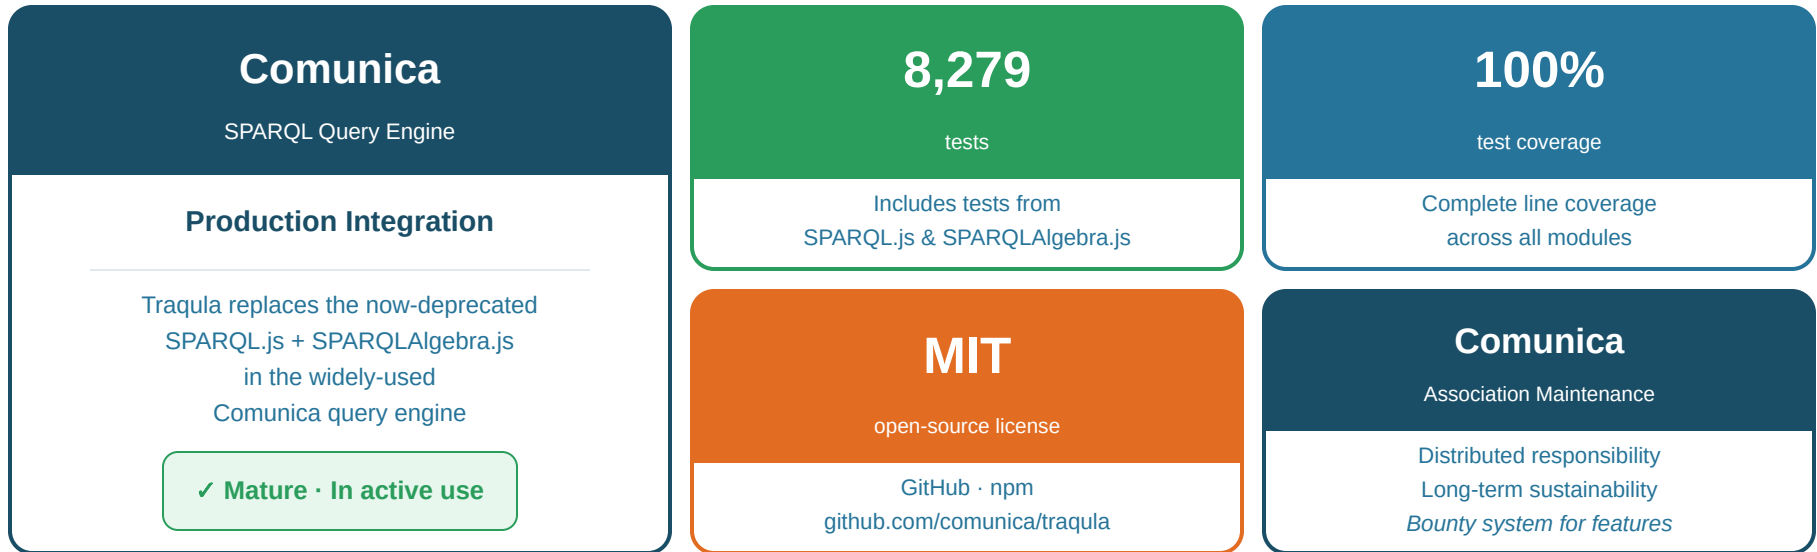 Comunica
SPARQL Query Engine
Production Integration
Traqula replaces the now-deprecated
SPARQL.js + SPARQLAlgebra.js
in the widely-used
Comunica query engine
✓ Mature · In active use
8,279
tests
Includes tests from
SPARQL.js & SPARQLAlgebra.js
100%
test coverage
Complete line coverage
across all modules
MIT
open-source license
GitHub · npm
github.com/comunica/traqula
Comunica
Association Maintenance
Distributed responsibility
Long-term sustainability
Bounty system for features